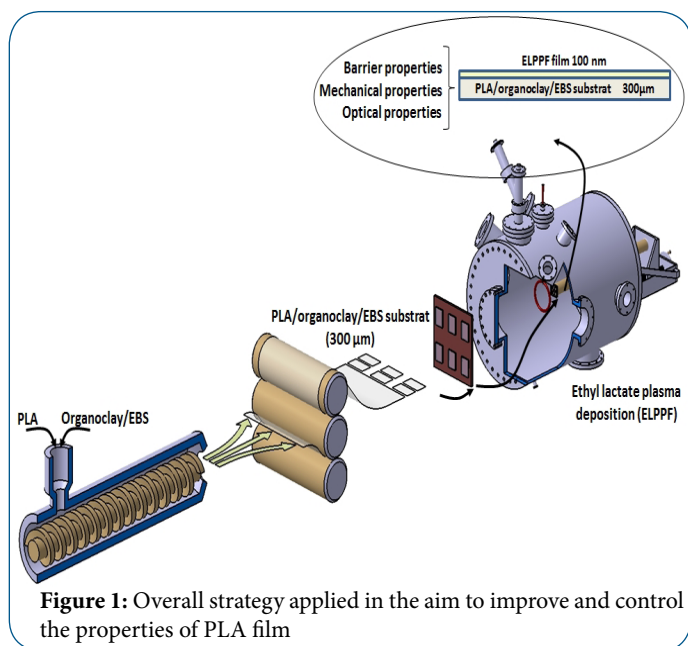 ELPPF film 100 nm
Barrier properties
Mechanical properties
PLA/organoclay/EBS substrat 300µm
Optical properties
PLA/organoclay/EBS substrat
(300 µm)
Ethyl lactate plasma
deposition (ELPPF)
PLA Organoclay/EBS
Figure 1: Overall strategy applied in the aim to improve and control
the properties of PLA film